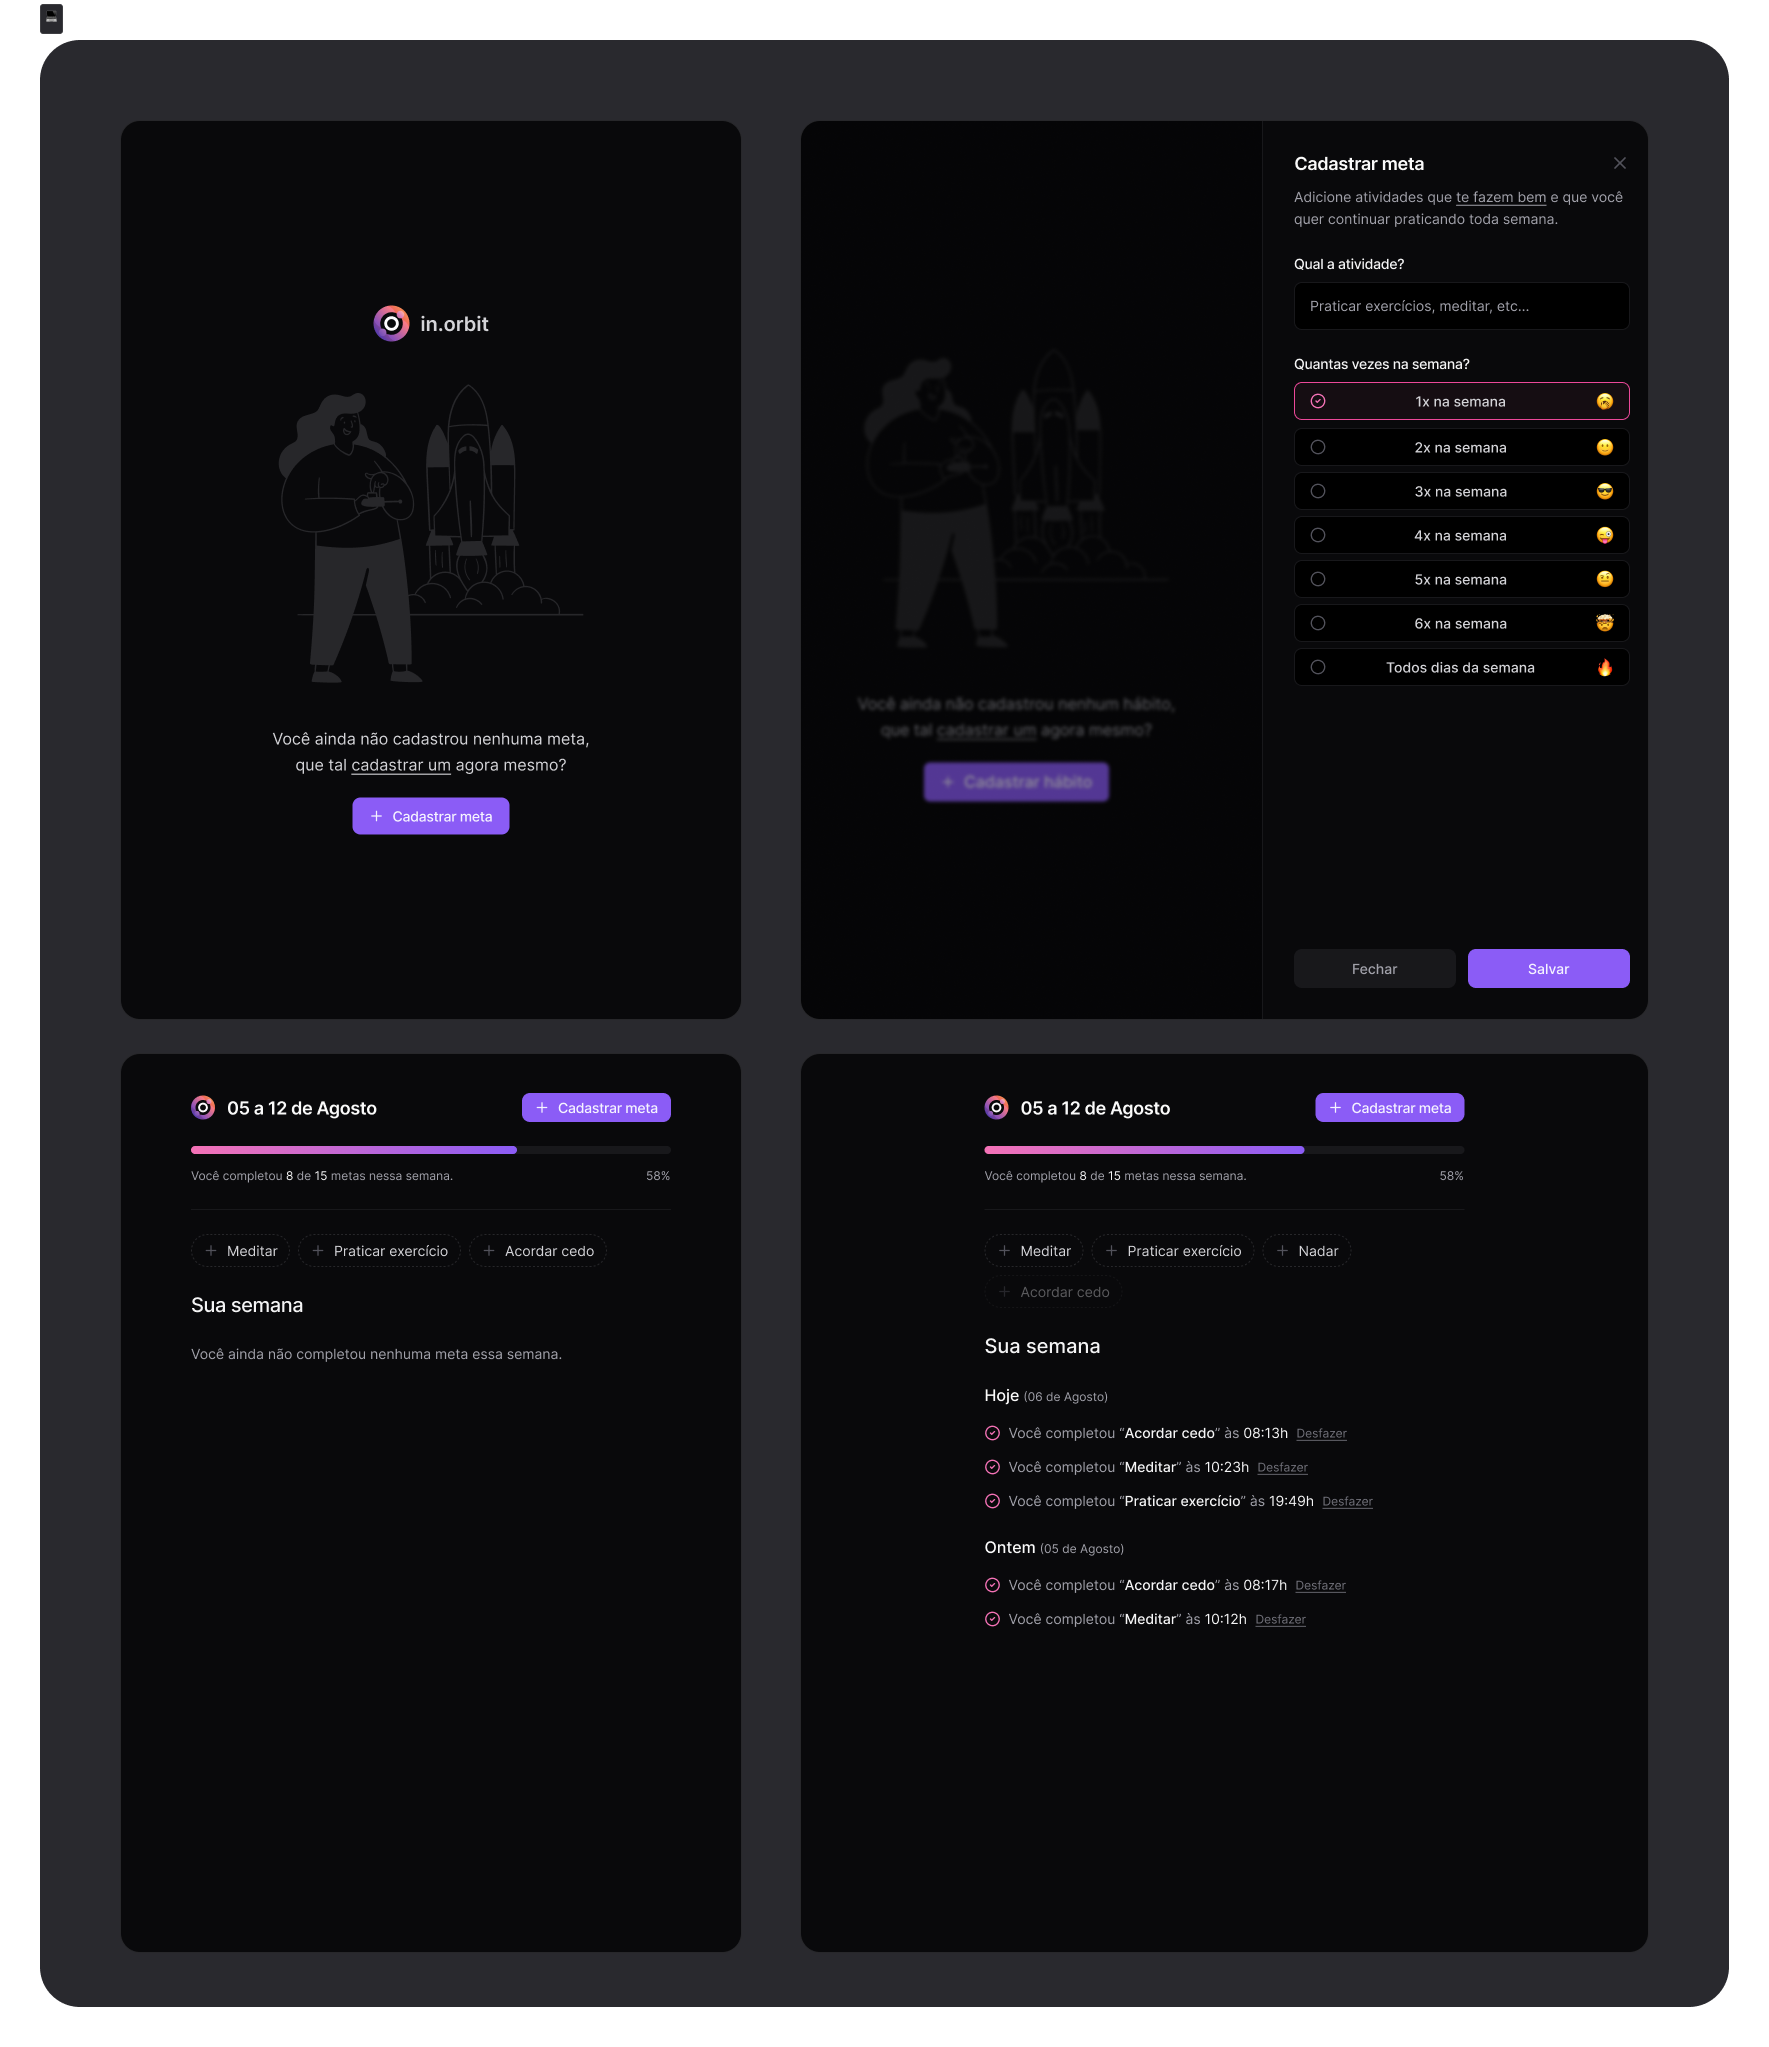 in.orbit
Você ainda não cadastrou nenhuma meta,
que tal cadastrar um agora mesmo?
Cadastrar meta
Você ainda não cadastrou nenhum hábito,
que tal cadastrar um agora mesmo?
Cadastrar hábito
Cadastrar meta
Adicione atividades que te fazem bem e que você
quer continuar praticando toda semana.
Qual a atividade?
Praticar exercícios, meditar, etc...
Quantas vezes na semana?
1x na semana 🥱
2x na semana 🙂
3x na semana 😎
4x na semana 😜
5x na semana 🤨
6x na semana 🤯
Todos dias da semana 🔥
Fechar
Salvar
05 a 12 de Agosto
Cadastrar meta
Você completou 8 de 15 metas nessa semana.
58%
Meditar
Praticar exercício
Acordar cedo
Sua semana
Você ainda não completou nenhuma meta essa semana.
05 a 12 de Agosto
Cadastrar meta
Você completou 8 de 15 metas nessa semana.
58%
Meditar
Praticar exercício
Nadar
Acordar cedo
Sua semana
Hoje (06 de Agosto)
Você completou “Acordar cedo” às 08:13h Desfazer
Você completou “Meditar” às 10:23h Desfazer
Você completou “Praticar exercício” às 19:49h Desfazer
Ontem (05 de Agosto)
Você completou “Acordar cedo” às 08:17h Desfazer
Você completou “Meditar” às 10:12h Desfazer